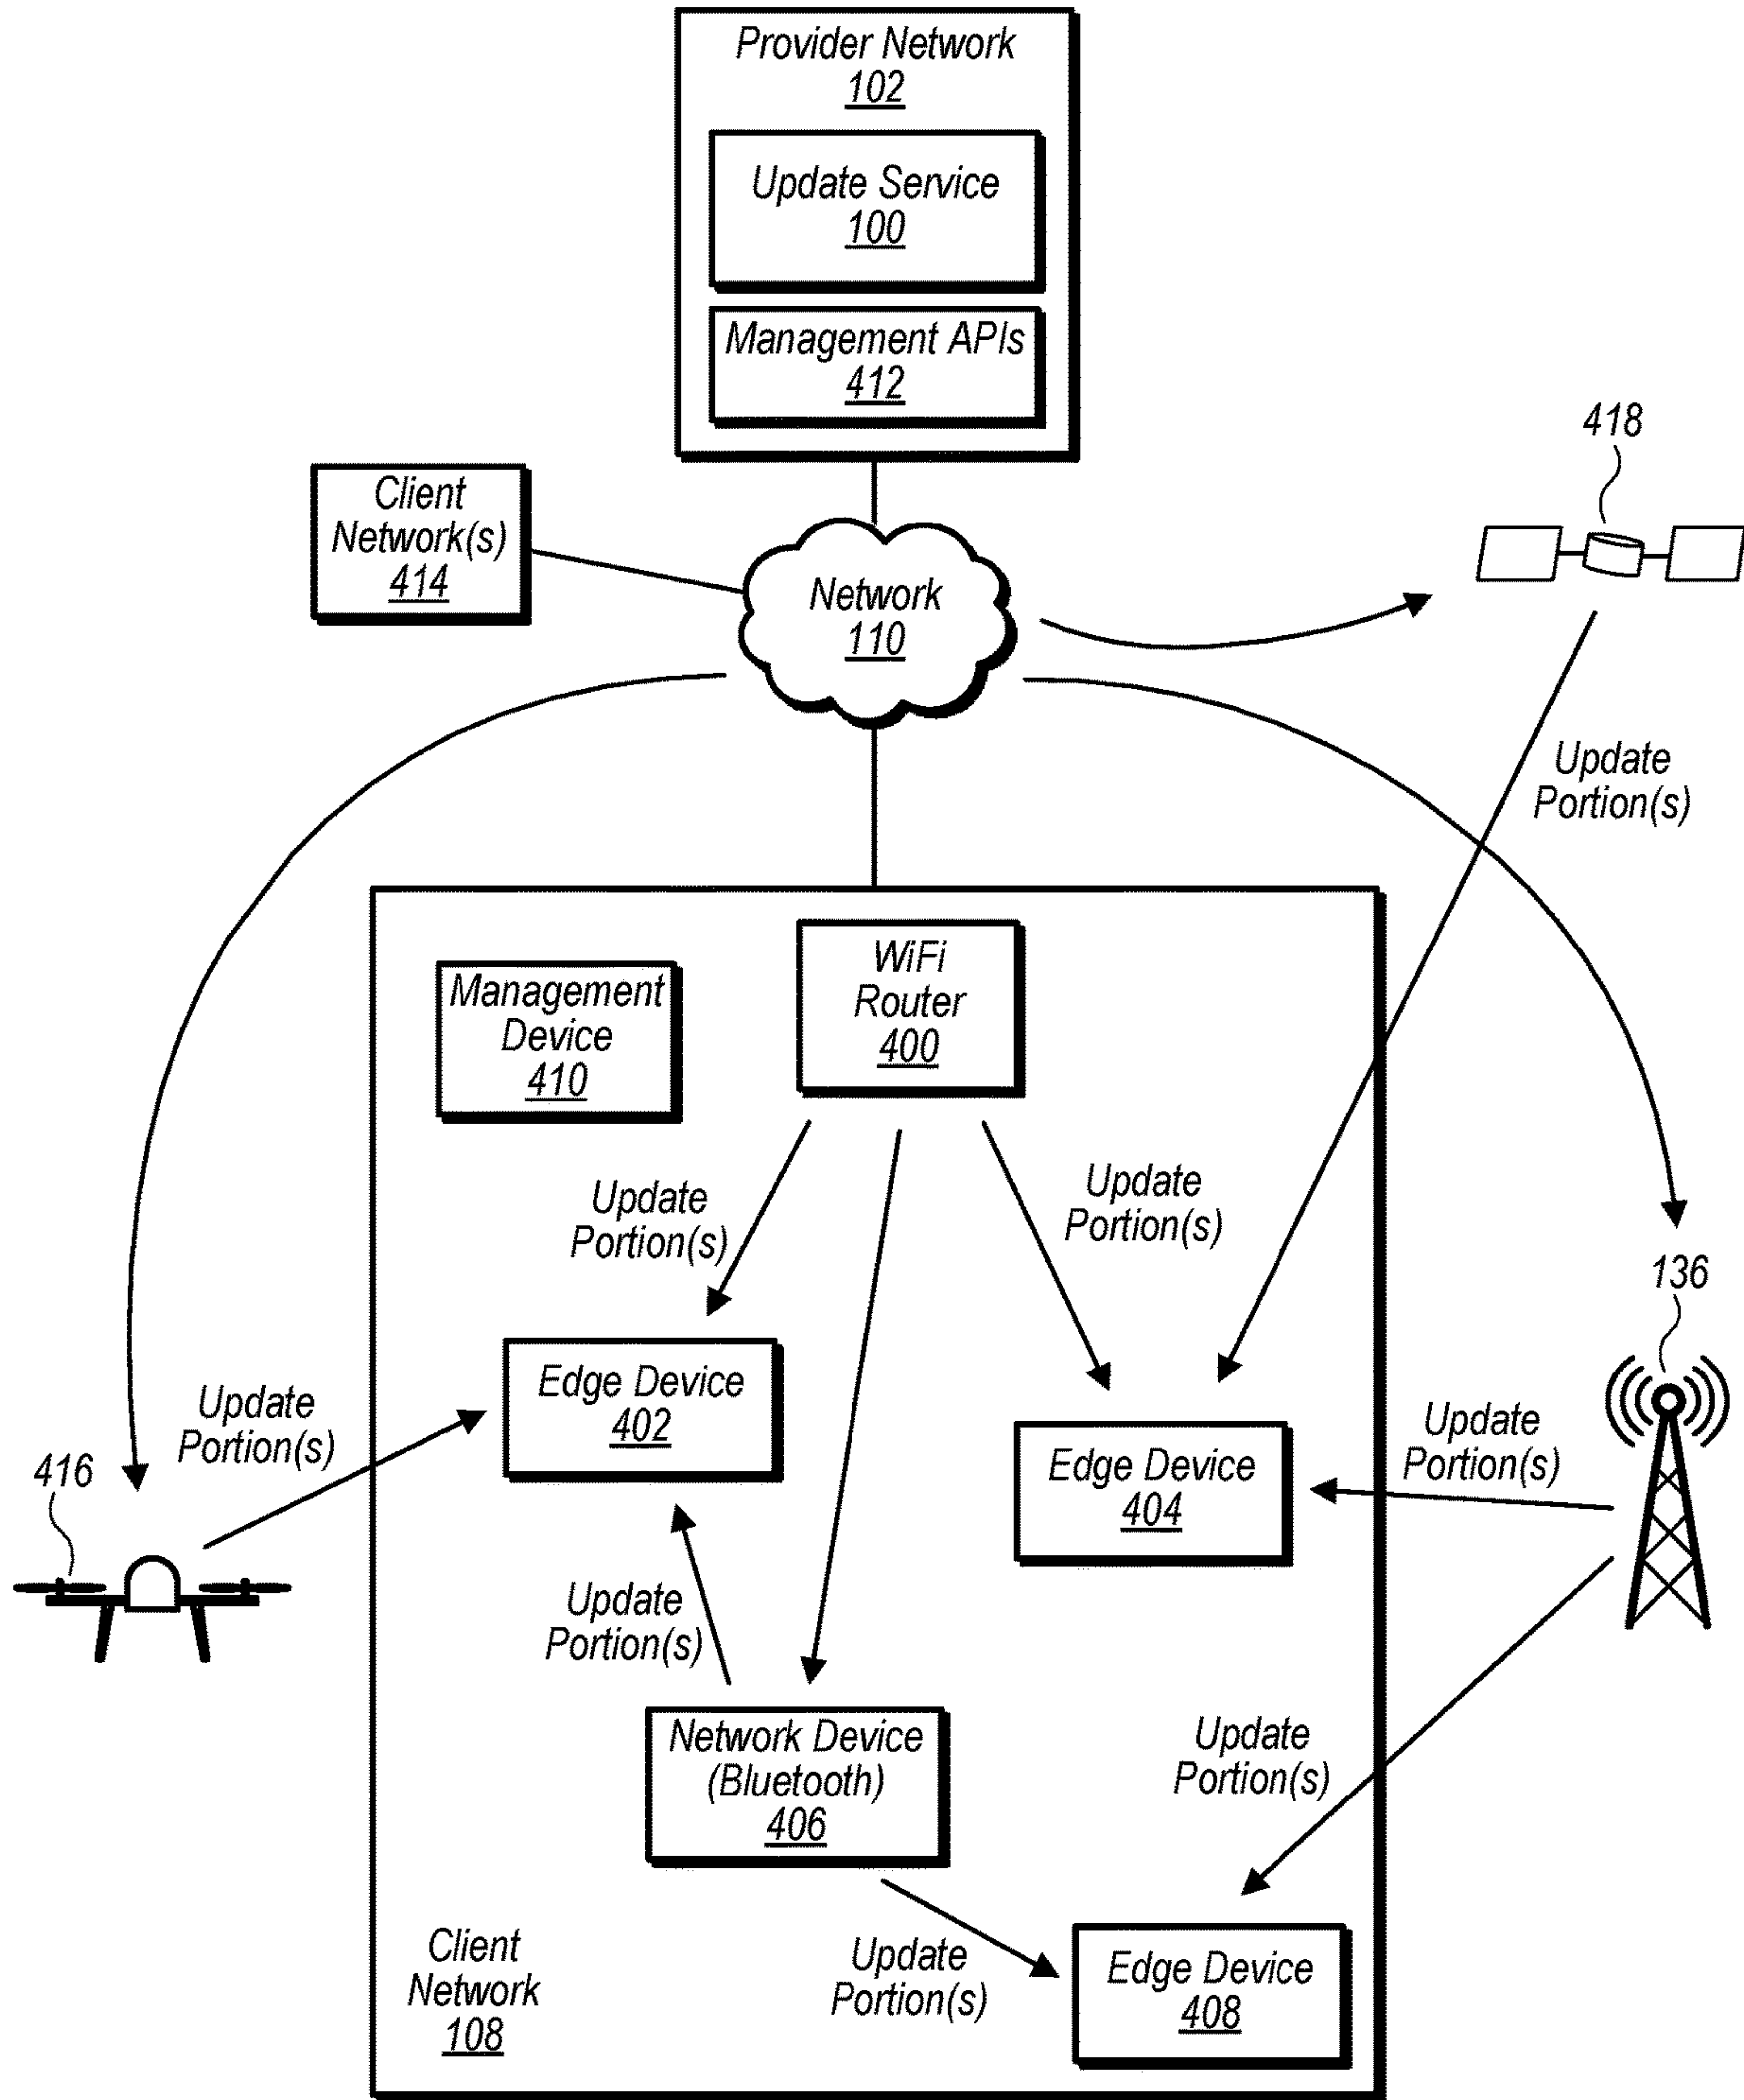 Provider Network
102
Update Service
100
Management APIs
412
418
Client
Network(s)
414
Network
110
Update
Portion(s)
WiFi
Router
400
Management
Device
410
Update
Portion(s)
Update
Portion(s)
136
Edge Device
402
Update
Portion(s)
Update
Portion(s)
416
Edge Device
404
Update
Portion(s)
Network Device
(Bluetooth)
406
Update
Portion(s)
Client
Network
108
Update
Portion(s)
Edge Device
408